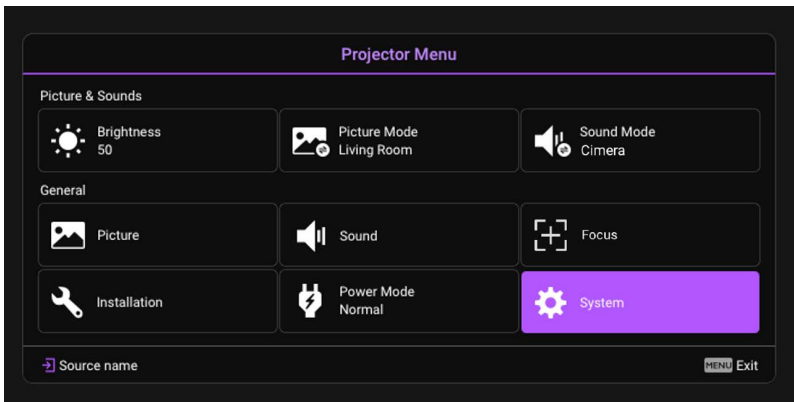 Projector Menu
Picture & Sounds
Brightness
50
Picture Mode
Living Room
Sound Mode
Cimera
General
Picture
Sound
Focus
Installation
Power Mode
Normal
System
Source name
MENU Exit